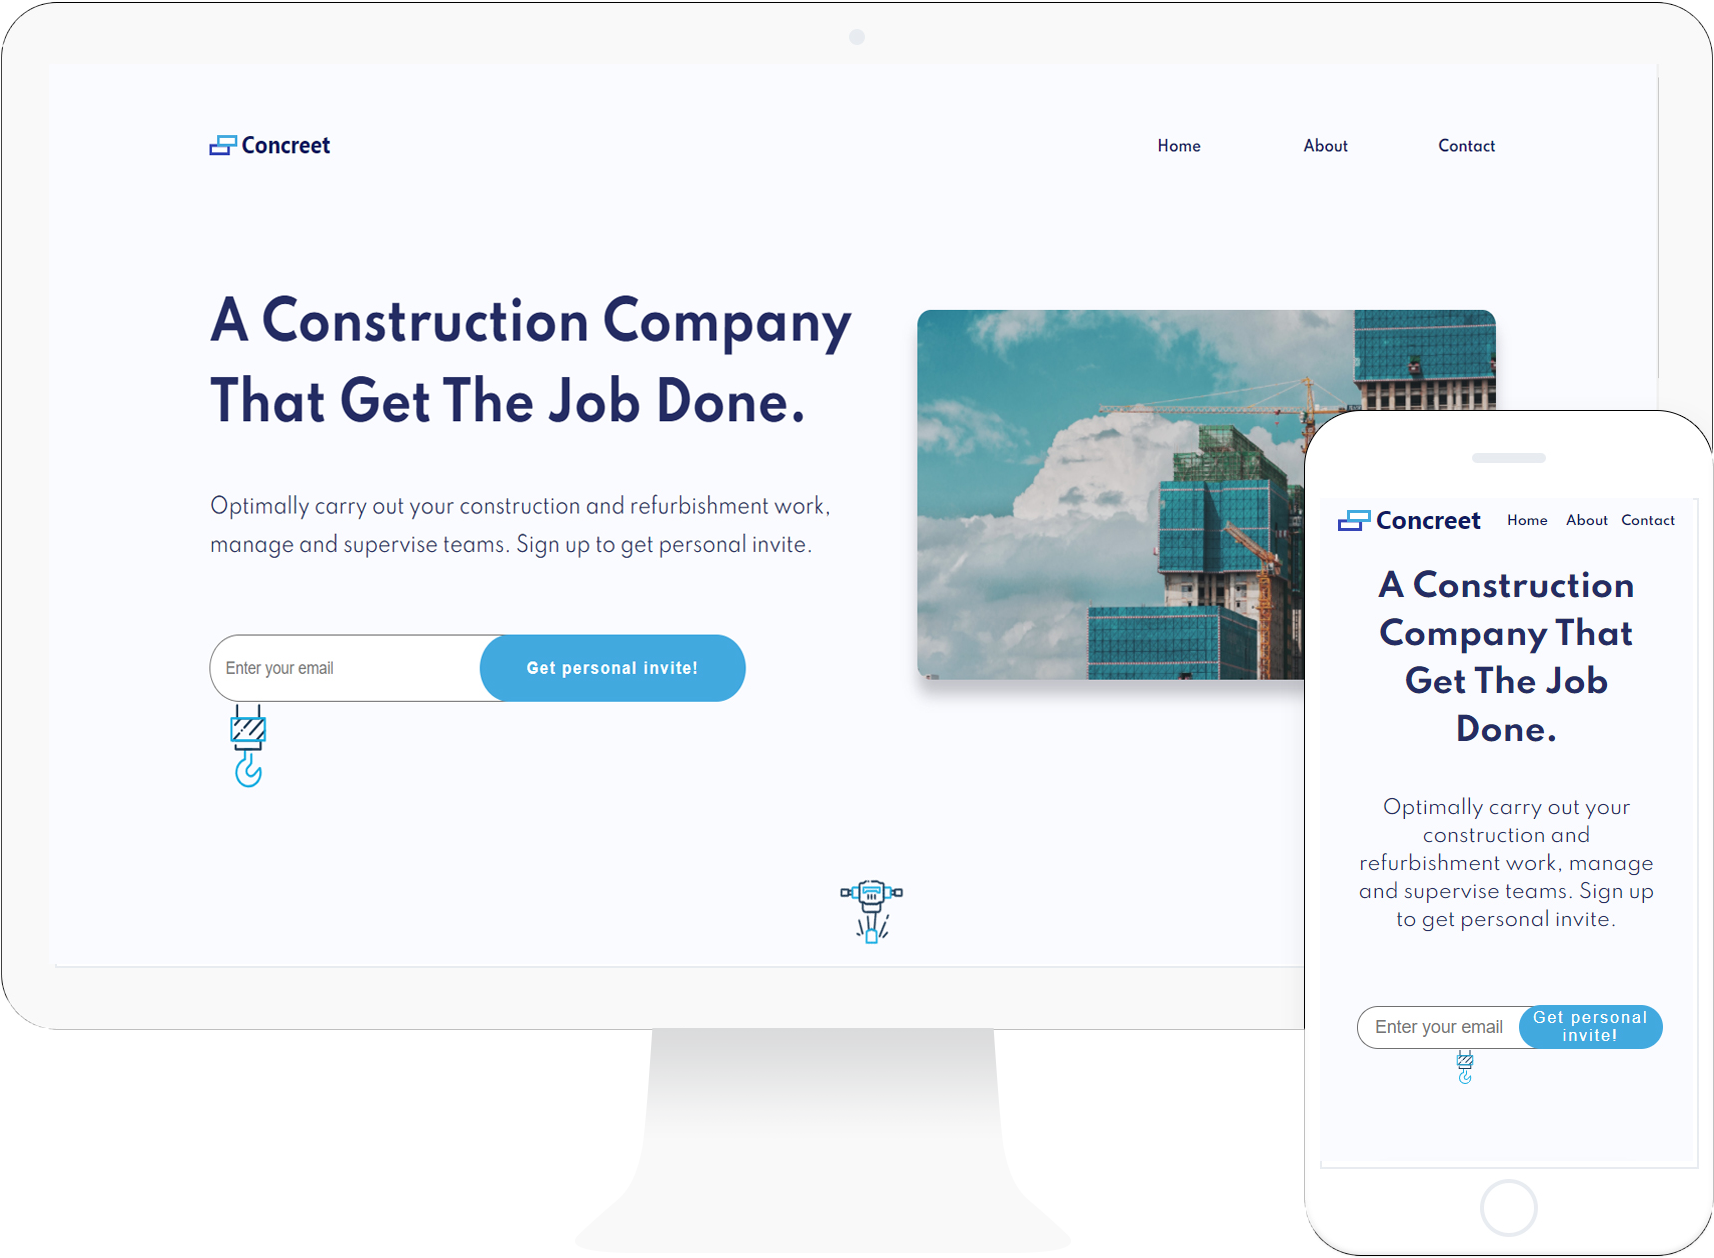 Concreet
Home About Contact
A Construction Company
That Get The Job Done.
Optimally carry out your construction and refurbishment work,
manage and supervise teams. Sign up to get personal invite.
Enter your email
Get personal invite!
Concreet
Home About Contact
A Construction
Company That
Get The Job
Done.
Optimally carry out your
construction and
refurbishment work, manage
and supervise teams. Sign up
to get personal invite.
Enter your email
Get personal
invite!